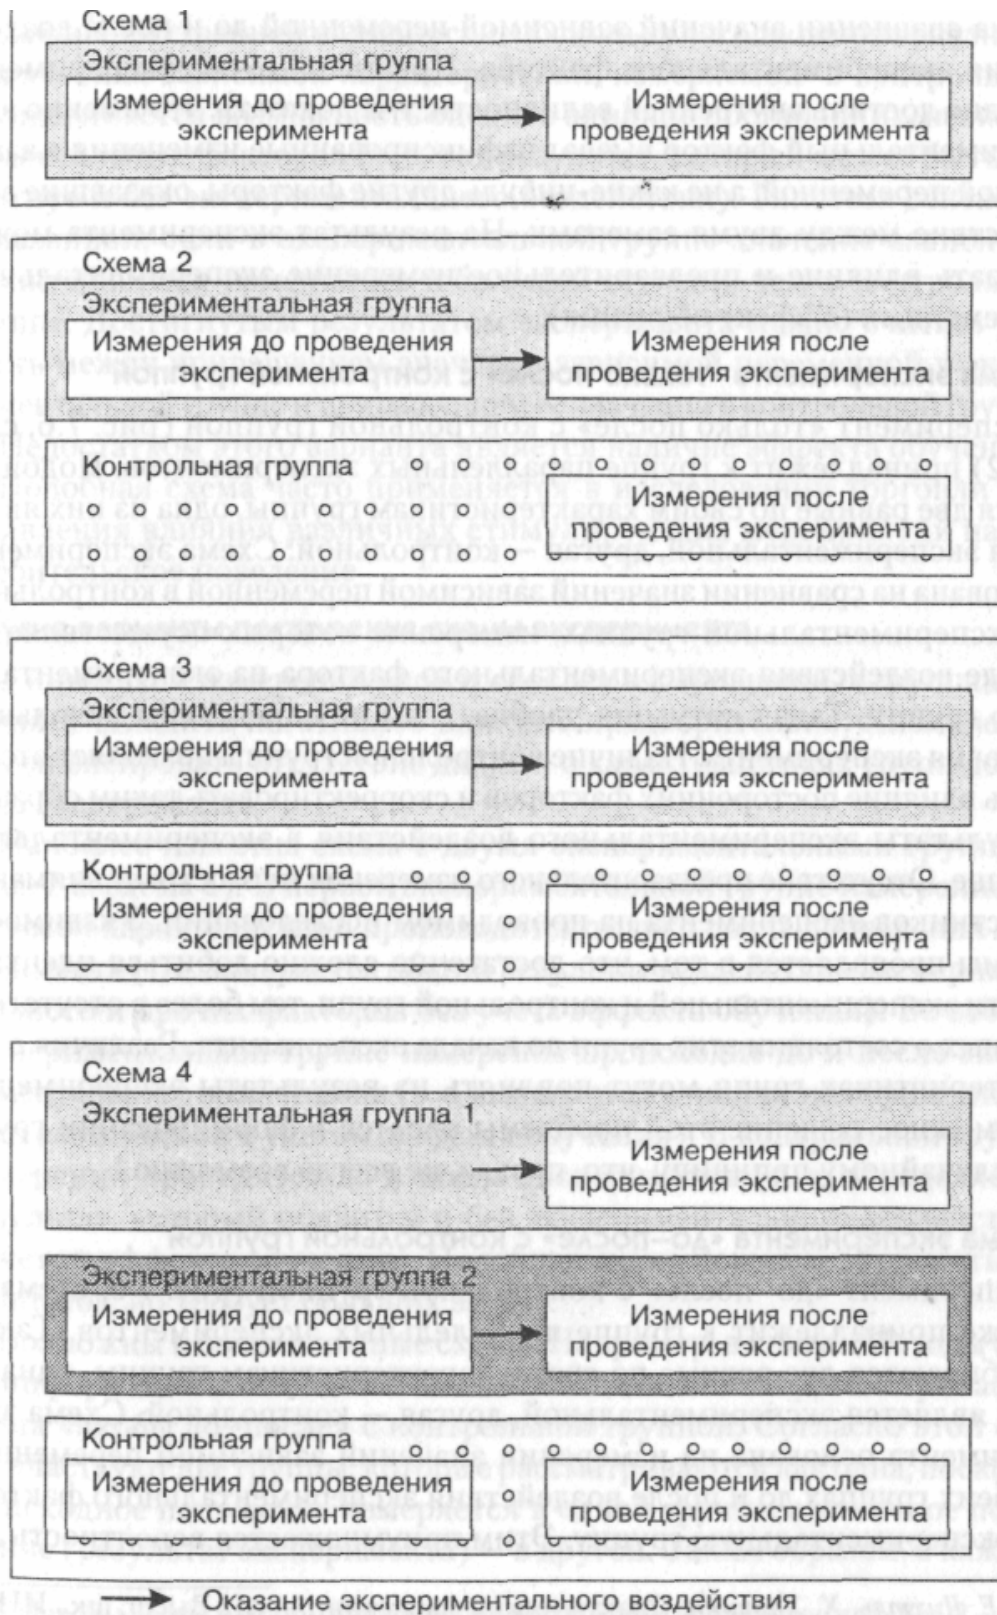 Схема 1
Экспериментальная группа
Измерения до проведения
эксперимента
Измерения после
проведения эксперимента
Схема 2
Экспериментальная группа
Измерения до проведения
эксперимента
Измерения после
проведения эксперимента
Контрольная группа
Измерения после
проведения эксперимента
Схема 3
Экспериментальная группа
Измерения до проведения
эксперимента
Измерения после
проведения эксперимента
Контрольная группа
Измерения до проведения
эксперимента
Измерения после
проведения эксперимента
Схема 4
Экспериментальная группа 1
Измерения после
проведения эксперимента
Экспериментальная группа 2
Измерения до проведения
эксперимента
Измерения после
проведения эксперимента
Контрольная группа
Измерения до проведения
эксперимента
Измерения после
проведения эксперимента
Оказание экспериментального воздействия